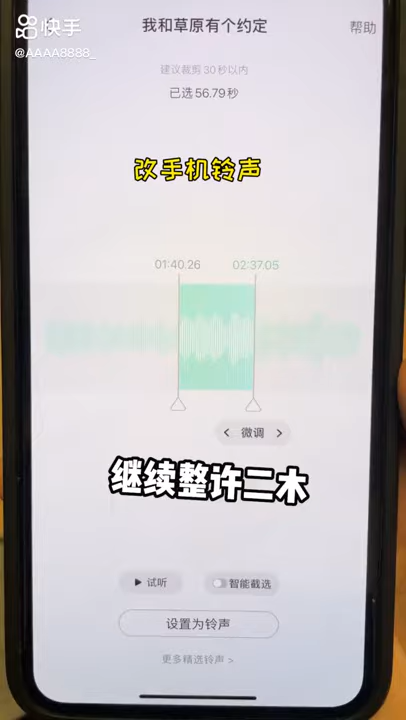 快手
@AAAA8888_
我和草原有个约定
帮助
建议裁剪30秒以内
已选56.79秒
改手机铃声
01:40.26
02:37.05
< 微调 >
继续整许二木
试听
智能截选
设置为铃声
更多精选铃声 >